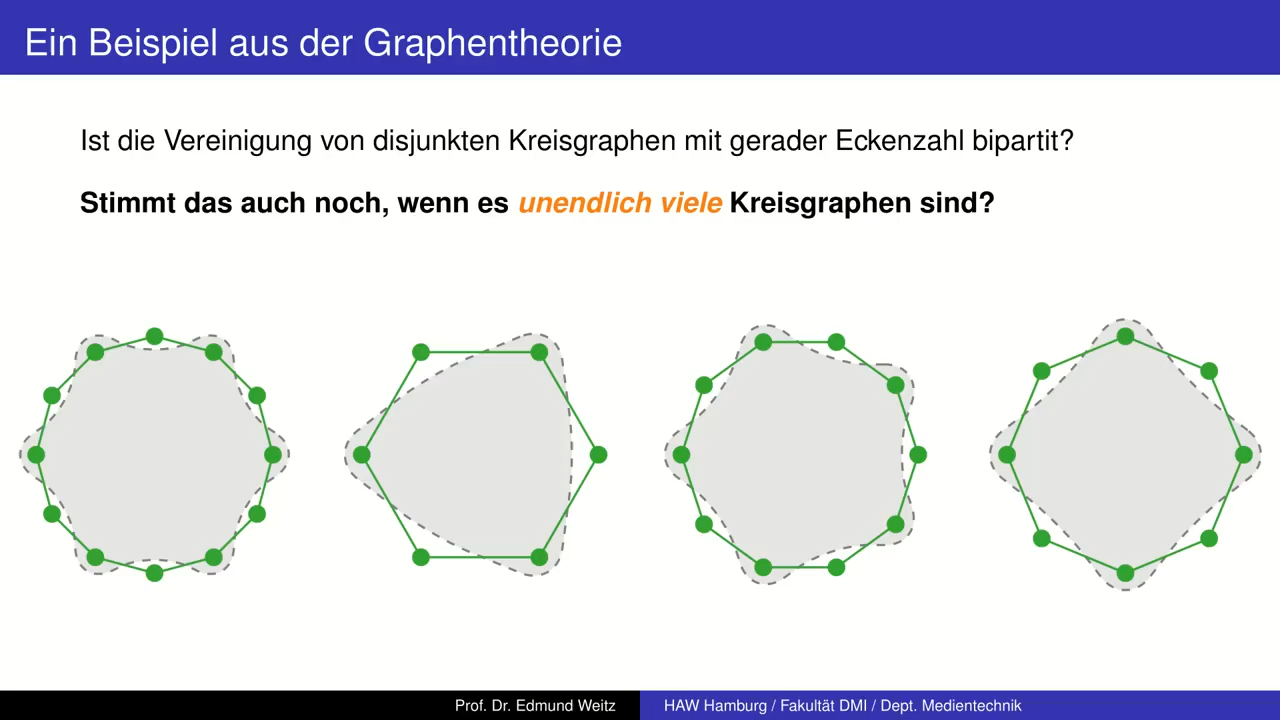 Ein Beispiel aus der Graphentheorie
Ist die Vereinigung von disjunkten Kreisgraphen mit gerader Eckenzahl bipartit?
Stimmt das auch noch, wenn es unendlich viele Kreisgraphen sind?
Prof. Dr. Edmund Weitz
HAW Hamburg / Fakultät DMI / Dept. Medientechnik